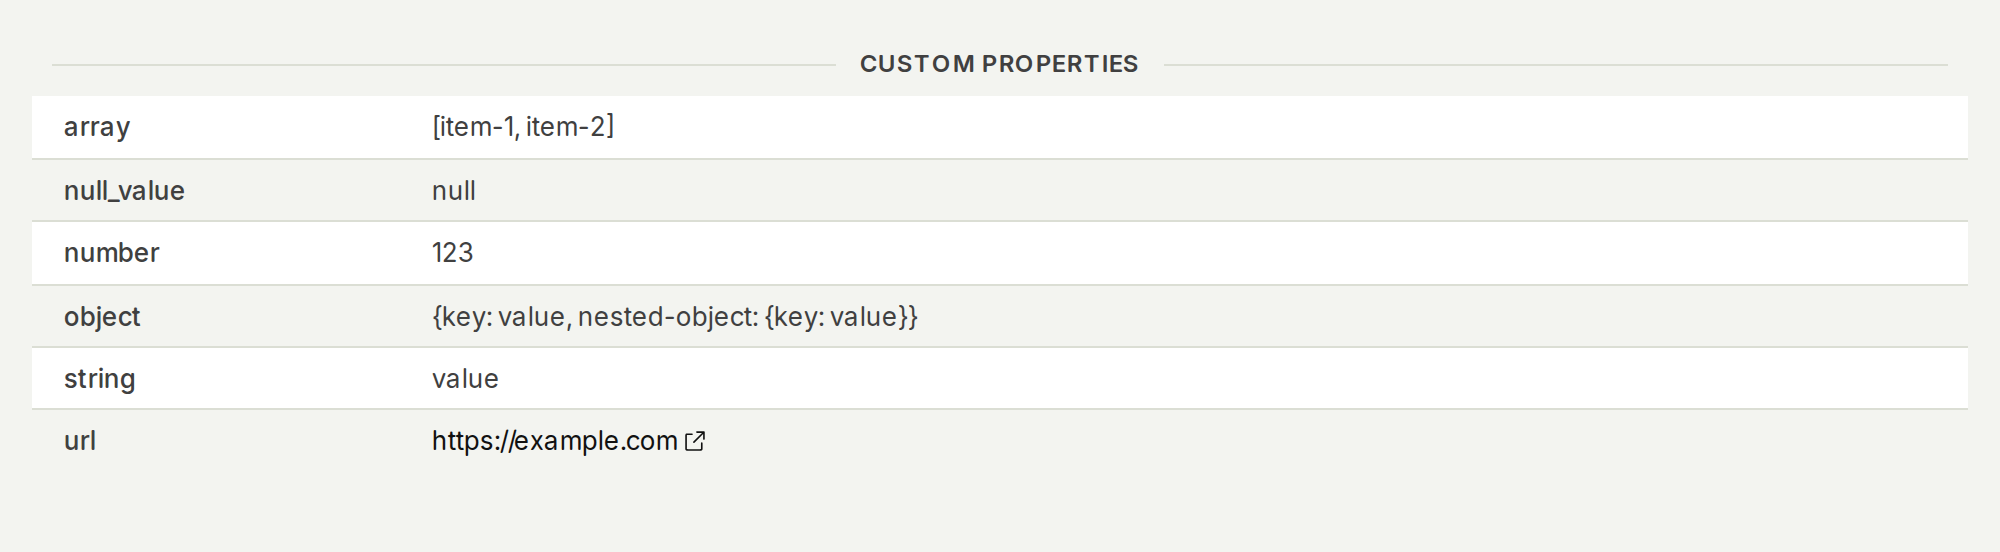 CUSTOM PROPERTIES
array [item-1, item-2]
null_value null
number 123
object {key: value, nested-object: {key: value}}
string value
url https://example.com